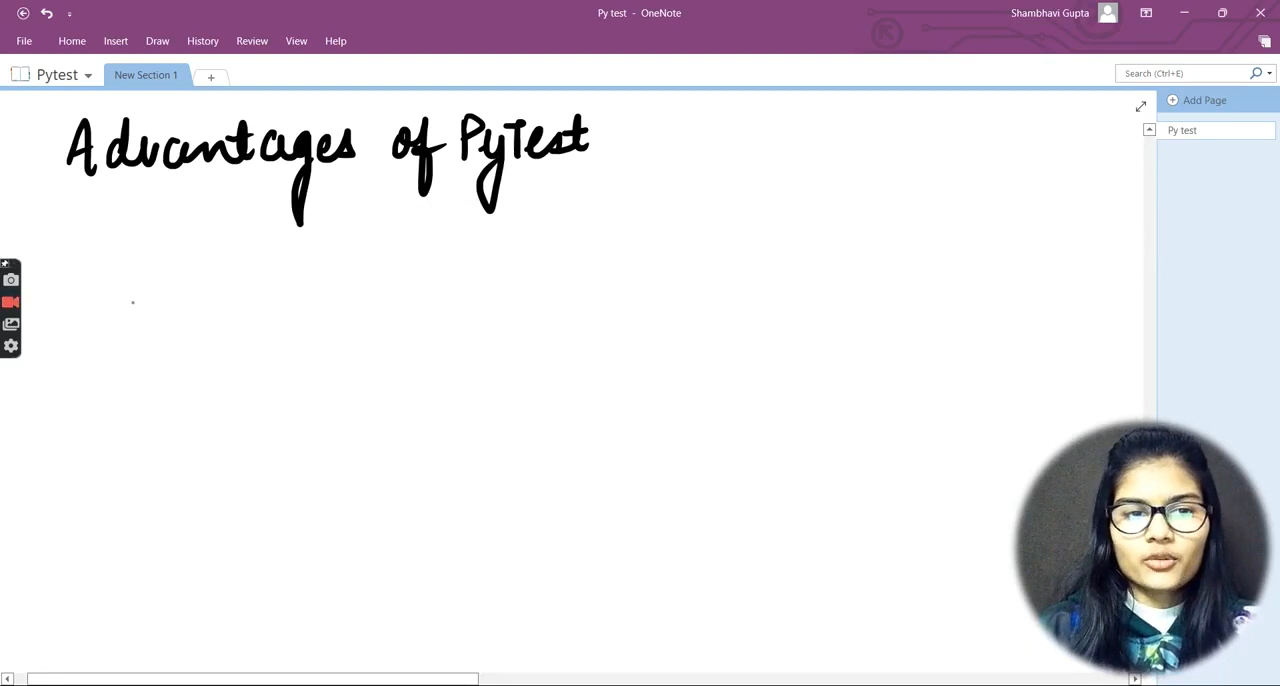 Py test - OneNote
Shambhavi Gupta
File Home Insert Draw History Review View Help
Pytest
New Section 1
+
Search (Ctrl+E)
Add Page
Py test
Advantages of PyTest